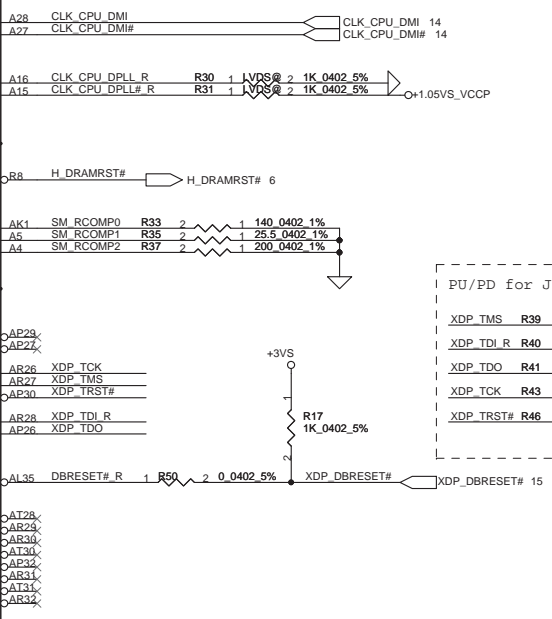 A28 CLK_CPU_DMI CLK_CPU_DMI 14
A27 CLK_CPU_DMI# CLK_CPU_DMI# 14
A16 CLK_CPU_DPLL_R R30 1 LVDS@ 2 1K_0402_5%
A15 CLK_CPU_DPLL#_R R31 1 LVDS@ 2 1K_0402_5%
+1.05VS_VCCP
R8 H_DRAMRST# H_DRAMRST# 6
AK1 SM_RCOMP0 R33 2 1 140_0402_1%
A5 SM_RCOMP1 R35 2 1 25.5_0402_1%
A4 SM_RCOMP2 R37 2 1 200_0402_1%
PU/PD for J
XDP_TMS R39
XDP_TDI_R R40
XDP_TDO R41
XDP_TCK R43
XDP_TRST# R46
AP29
AP27
AR26 XDP_TCK
AR27 XDP_TMS
AP30 XDP_TRST#
AR28 XDP_TDI_R
AP26 XDP_TDO
+3VS
1
R17
1K_0402_5%
2
AL35 DBRESET#_R 1 R50 2 0_0402_5% XDP_DBRESET# XDP_DBRESET# 15
AT28
AR29
AR30
AT30
AP32
AR31
AT31
AR32